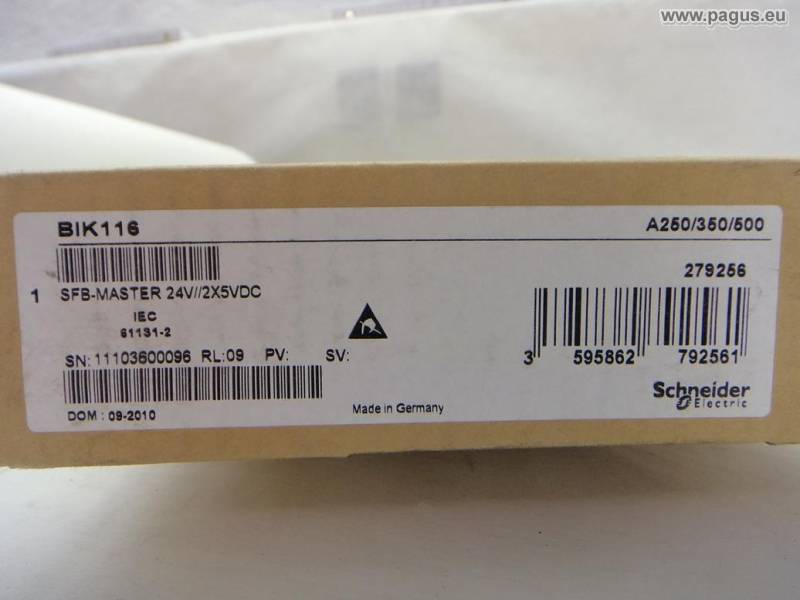 www.pagus.eu
BIK116
A250/350/500
279256
1 SFB-MASTER 24V//2X5VDC
IEC
61131-2
SN: 11103600096 RL:09 PV: SV:
3 595862 792561
DOM : 09-2010
Made in Germany
Schneider
Electric